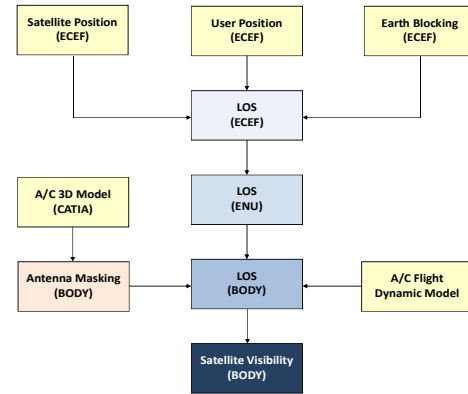 Satellite Position
(ECEF)
User Position
(ECEF)
Earth Blocking
(ECEF)
LOS
(ECEF)
A/C 3D Model
(CATIA)
LOS
(ENU)
Antenna Masking
(BODY)
LOS
(BODY)
A/C Flight
Dynamic Model
Satellite Visibility
(BODY)